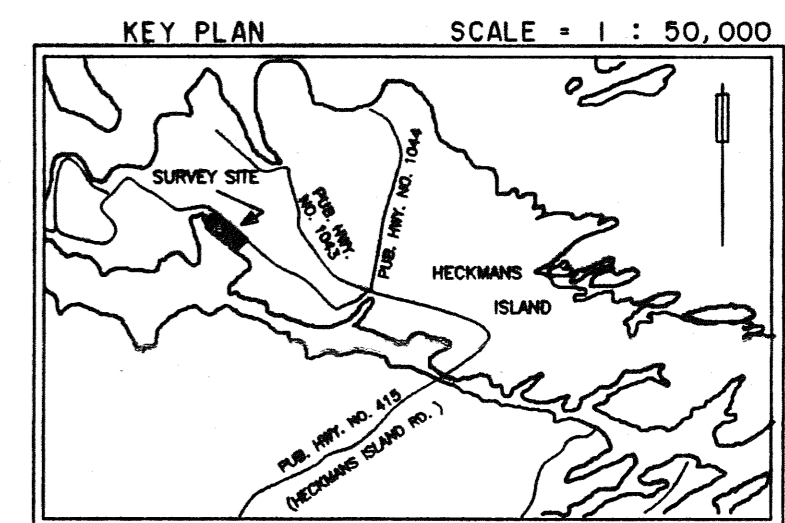 KEY PLAN SCALE = 1 : 50,000
SURVEY SITE
PUB. HWY.
NO. 1043
PUB. HWY. NO. 1044
HECKMANS
ISLAND
PUB. HWY. NO. 415
(HECKMANS ISLAND RD. )